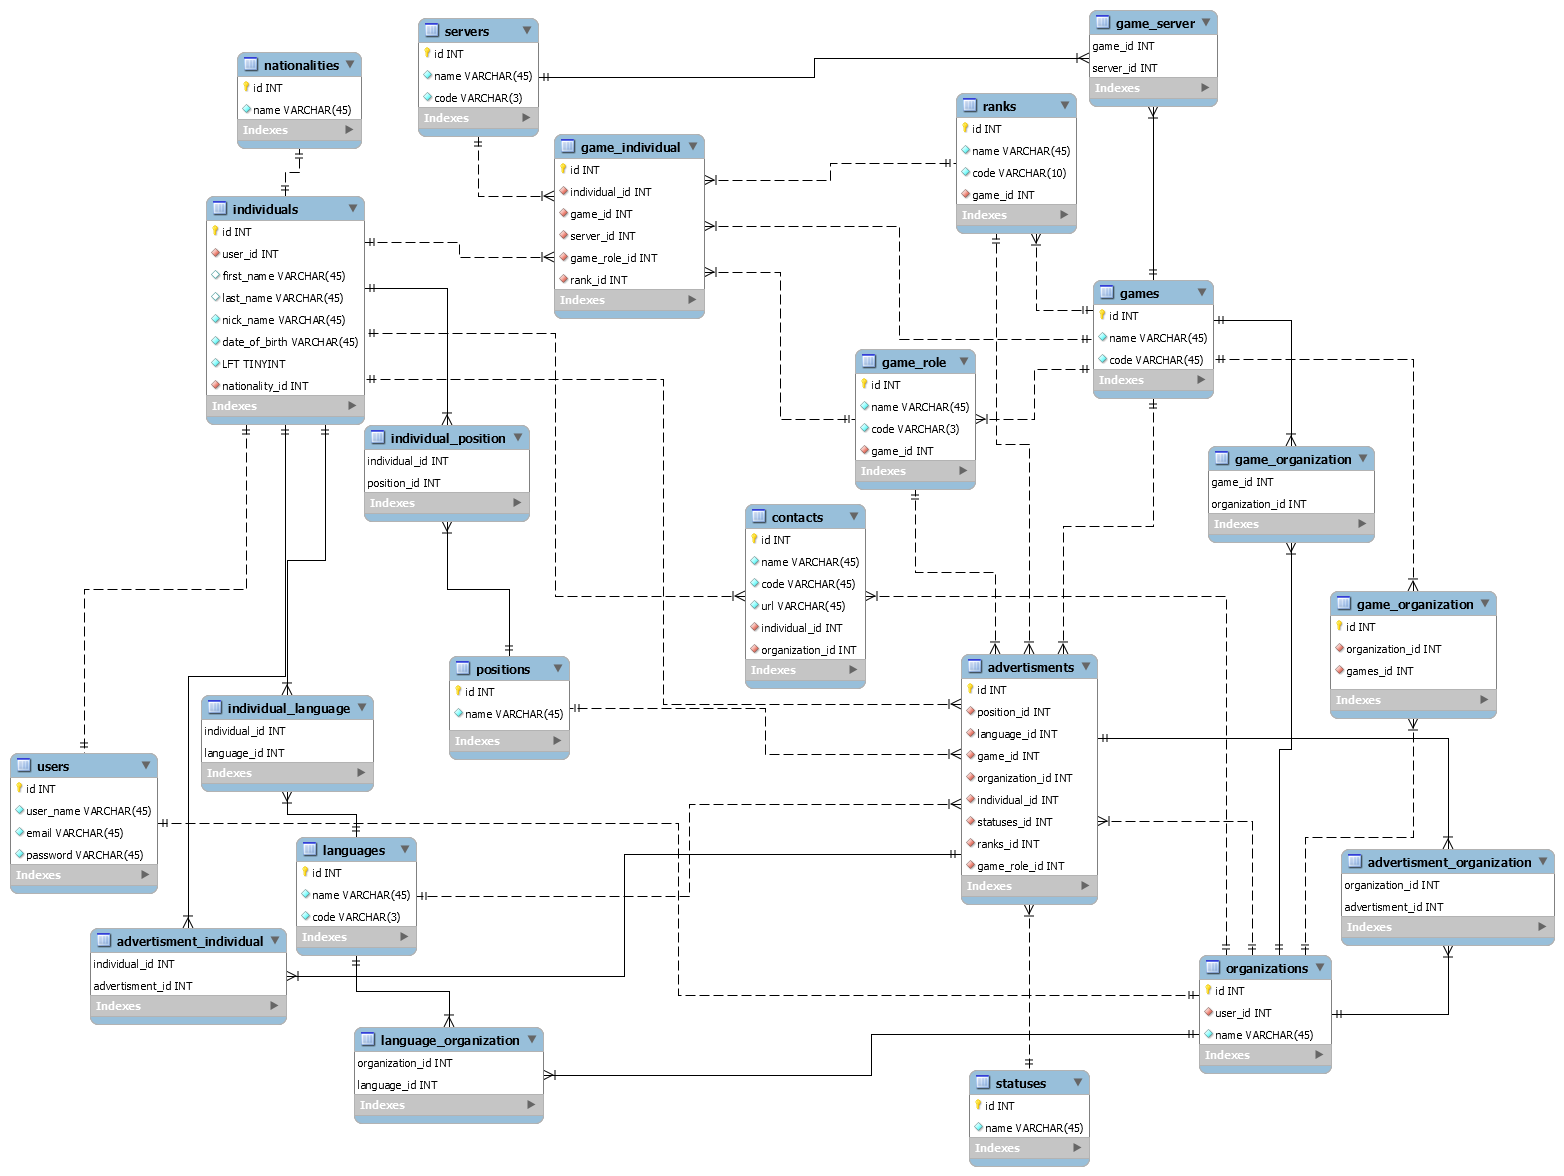 servers
id INT
name VARCHAR(45)
code VARCHAR(3)
Indexes
game_server
game_id INT
server_id INT
Indexes
nationalities
id INT
name VARCHAR(45)
Indexes
ranks
id INT
name VARCHAR(45)
code VARCHAR(10)
game_id INT
Indexes
game_individual
id INT
individual_id INT
game_id INT
server_id INT
game_role_id INT
rank_id INT
Indexes
individuals
id INT
user_id INT
first_name VARCHAR(45)
last_name VARCHAR(45)
nick_name VARCHAR(45)
date_of_birth VARCHAR(45)
LFT TINYINT
nationality_id INT
Indexes
games
id INT
name VARCHAR(45)
code VARCHAR(45)
Indexes
game_role
id INT
name VARCHAR(45)
code VARCHAR(3)
game_id INT
Indexes
individual_position
individual_id INT
position_id INT
Indexes
game_organization
game_id INT
organization_id INT
Indexes
contacts
id INT
name VARCHAR(45)
code VARCHAR(45)
url VARCHAR(45)
individual_id INT
organization_id INT
Indexes
game_organization
id INT
organization_id INT
games_id INT
Indexes
positions
id INT
name VARCHAR(45)
Indexes
advertisments
id INT
position_id INT
language_id INT
game_id INT
organization_id INT
individual_id INT
statuses_id INT
ranks_id INT
game_role_id INT
Indexes
individual_language
individual_id INT
language_id INT
Indexes
users
id INT
user_name VARCHAR(45)
email VARCHAR(45)
password VARCHAR(45)
Indexes
languages
id INT
name VARCHAR(45)
code VARCHAR(3)
Indexes
advertisment_organization
organization_id INT
advertisment_id INT
Indexes
advertisment_individual
individual_id INT
advertisment_id INT
Indexes
organizations
id INT
user_id INT
name VARCHAR(45)
Indexes
language_organization
organization_id INT
language_id INT
Indexes
statuses
id INT
name VARCHAR(45)
Indexes